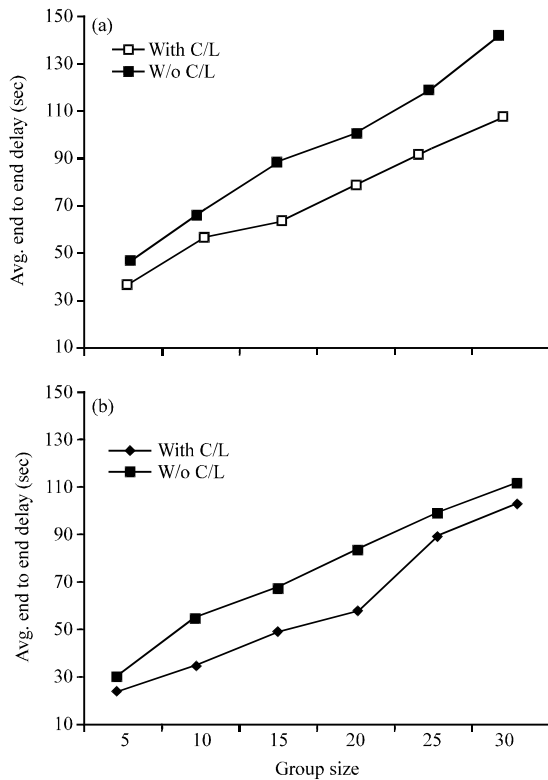 (a)
With C/L
W/o C/L
150
130
110
90
70
50
30
10
Avg. end to end delay (sec)
(b)
With C/L
W/o C/L
150
130
110
90
70
50
30
10
Avg. end to end delay (sec)
5 10 15 20 25 30
Group size